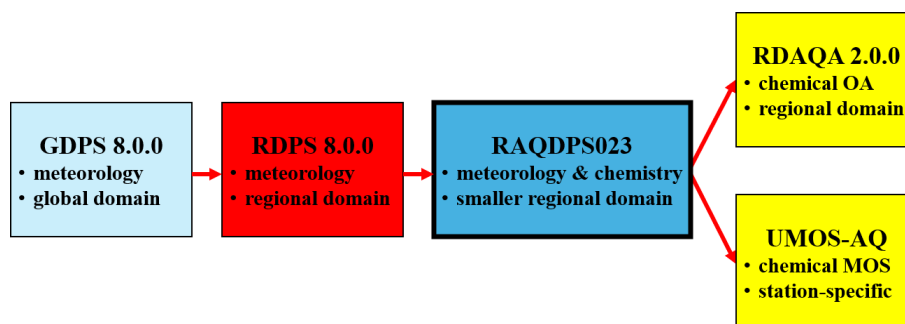 GDPS 8.0.0
• meteorology
• global domain
RDPS 8.0.0
• meteorology
• regional domain
RAQDPS023
• meteorology & chemistry
• smaller regional domain
RDAQA 2.0.0
• chemical OA
• regional domain
UMOS-AQ
• chemical MOS
• station-specific